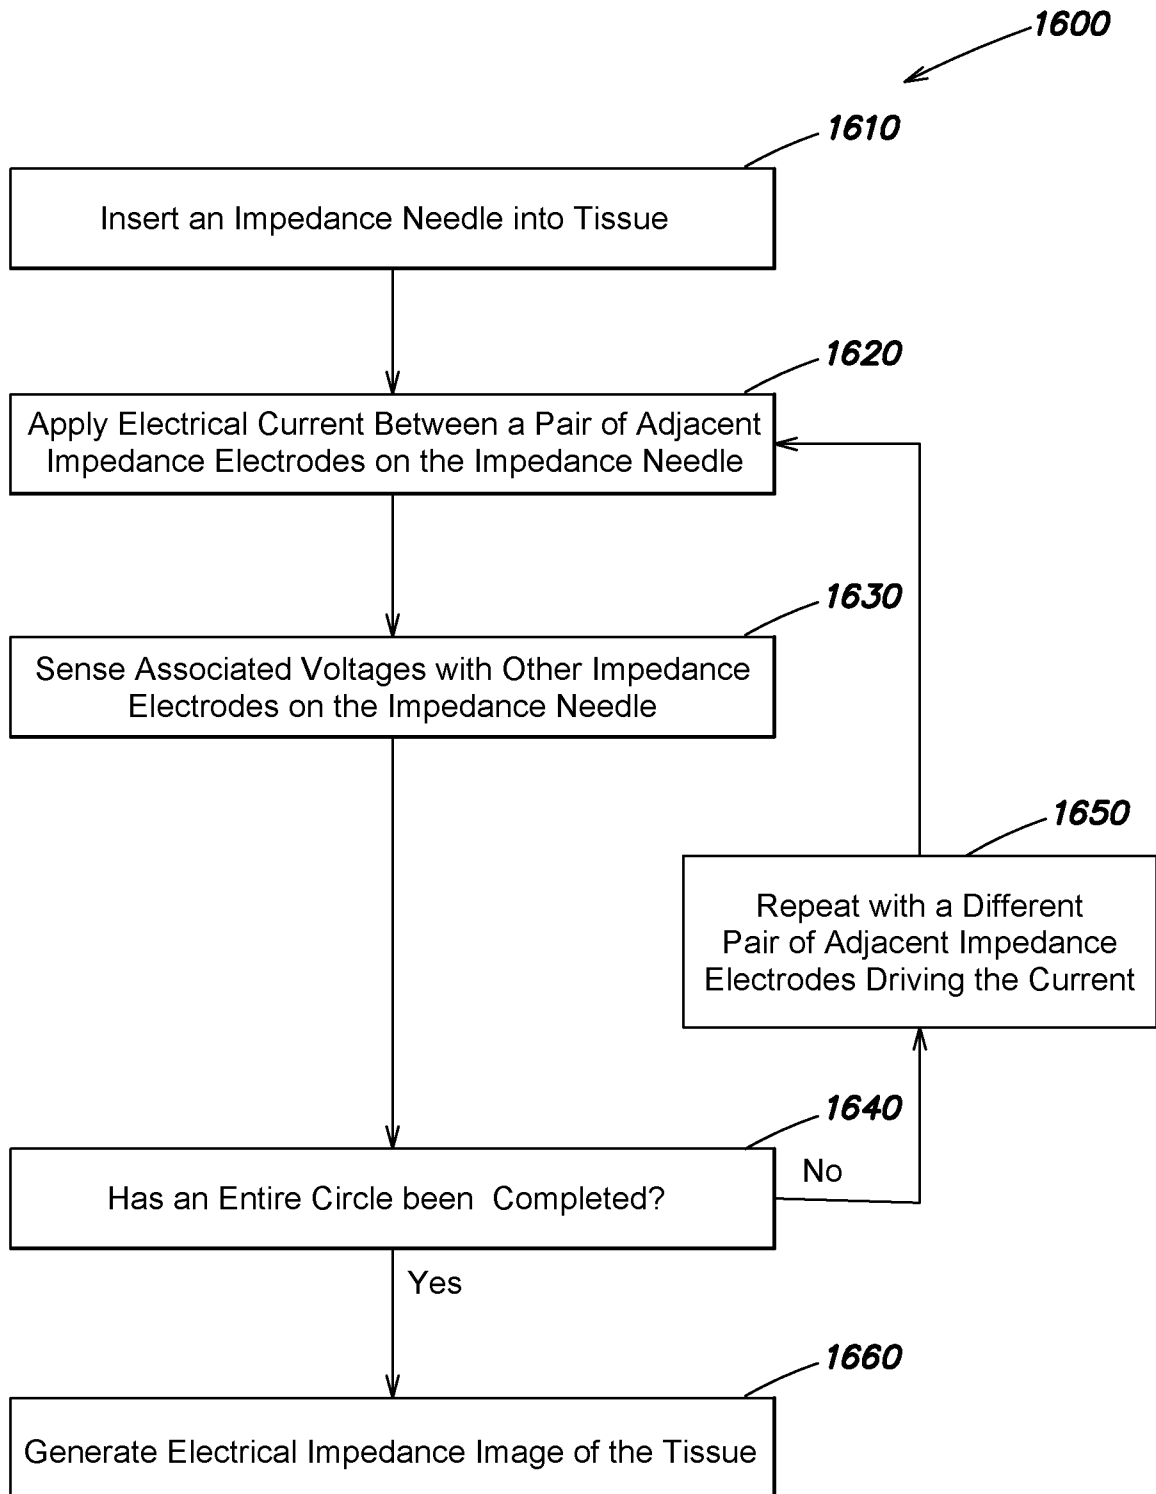 1600
1610
Insert an Impedance Needle into Tissue
1620
Apply Electrical Current Between a Pair of Adjacent
Impedance Electrodes on the Impedance Needle
1630
Sense Associated Voltages with Other Impedance
Electrodes on the Impedance Needle
1650
Repeat with a Different
Pair of Adjacent Impedance
Electrodes Driving the Current
1640
Has an Entire Circle been  Completed?
No
Yes
1660
Generate Electrical Impedance Image of the Tissue